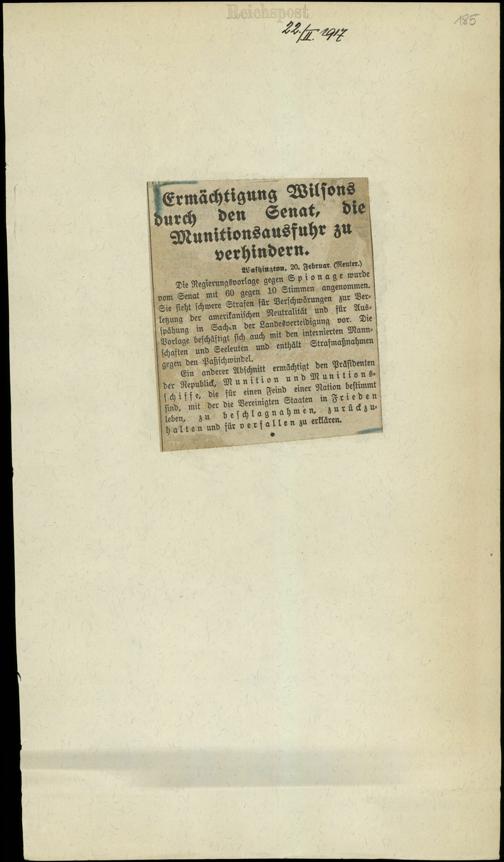 Reichspost
22/II. 1917
185
Ermächtigung Wilsons
durch den Senat, die
Munitionsausfuhr zu
verhindern.
Washington, 20. Februar. (Reuter.)
Die Regierungsvorlage gegen Spionage wurde
vom Senat mit 60 gegen 10 Stimmen angenommen.
Sie sieht schwere Strafen für Verschwörungen zur Ver-
letzung der amerikanischen Neutralität und für Aus-
spähung in Sachen der Landesverteidigung vor. Die
Vorlage beschäftigt sich auch mit den internierten Mann-
schaften und Seeleuten und enthält Strafmaßnahmen
gegen den Paßschwindel.
Ein anderer Abschnitt ermächtigt den Präsidenten
der Republik, Munition und Munitions-
schiffe, die für einen Feind einer Nation bestimmt
sind, mit der die Vereinigten Staaten in Frieden
leben, zu beschlagnahmen, zurückzu-
halten und für verfallen zu erklären.